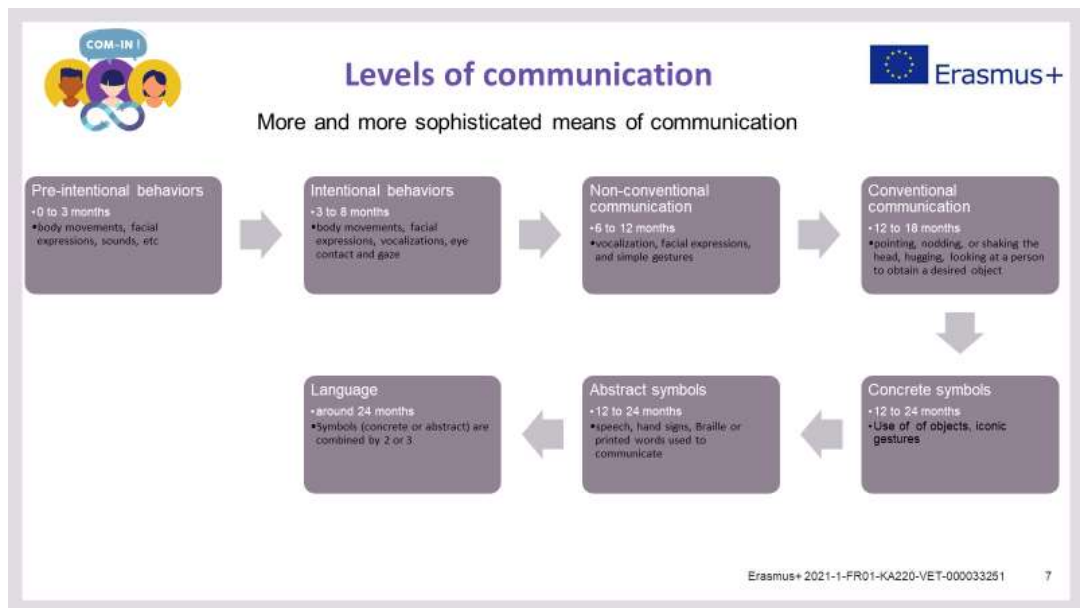 COM-IN !
Levels of communication
Erasmus+
More and more sophisticated means of communication
Pre-intentional behaviors
•0 to 3 months
•body movements, facial
expressions, sounds, etc
Intentional behaviors
•3 to 8 months
•body movements, facial
expressions, vocalizations, eye
contact and gaze
Non-conventional
communication
•6 to 12 months
•vocalization, facial expressions,
and simple gestures
Conventional
communication
•12 to 18 months
•pointing, nodding, or shaking the
head, hugging, looking at a person
to obtain a desired object
Concrete symbols
•12 to 24 months
•Use of of objects, iconic
gestures
Abstract symbols
•12 to 24 months
•speech, hand signs, Braille or
printed words used to
communicate
Language
•around 24 months
•Symbols (concrete or abstract) are
combined by 2 or 3
Erasmus+ 2021-1-FR01-KA220-VET-000033251
7